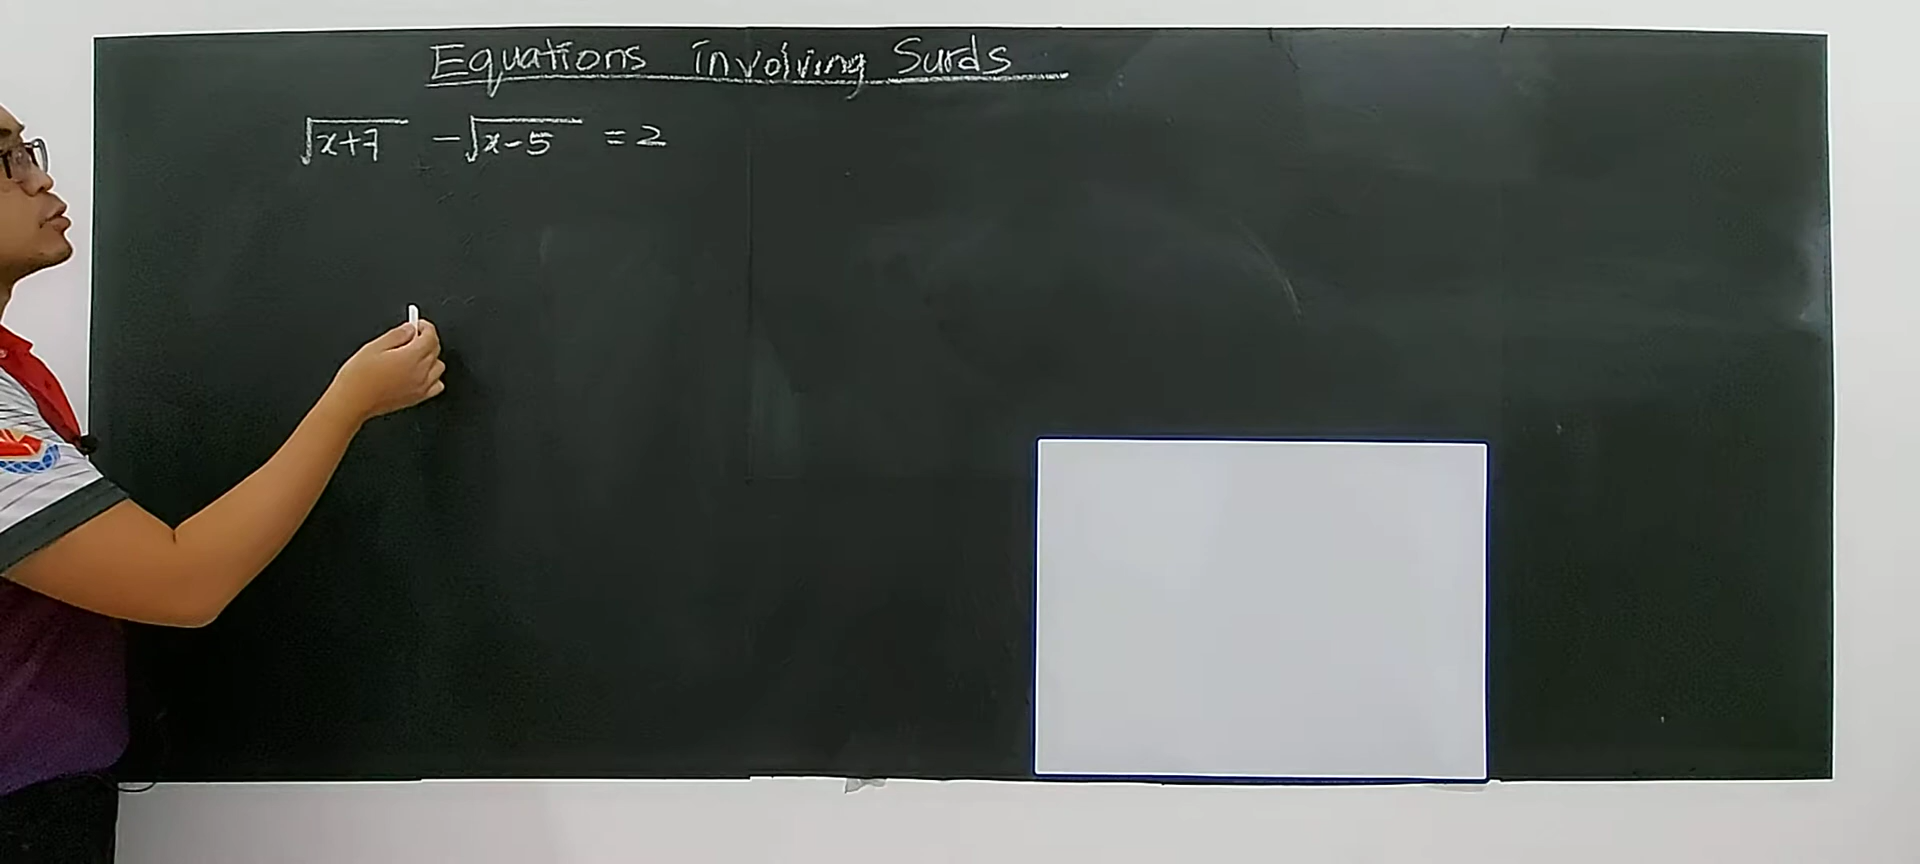 Equations involving Surds
√x+7 -√x-5 = 2